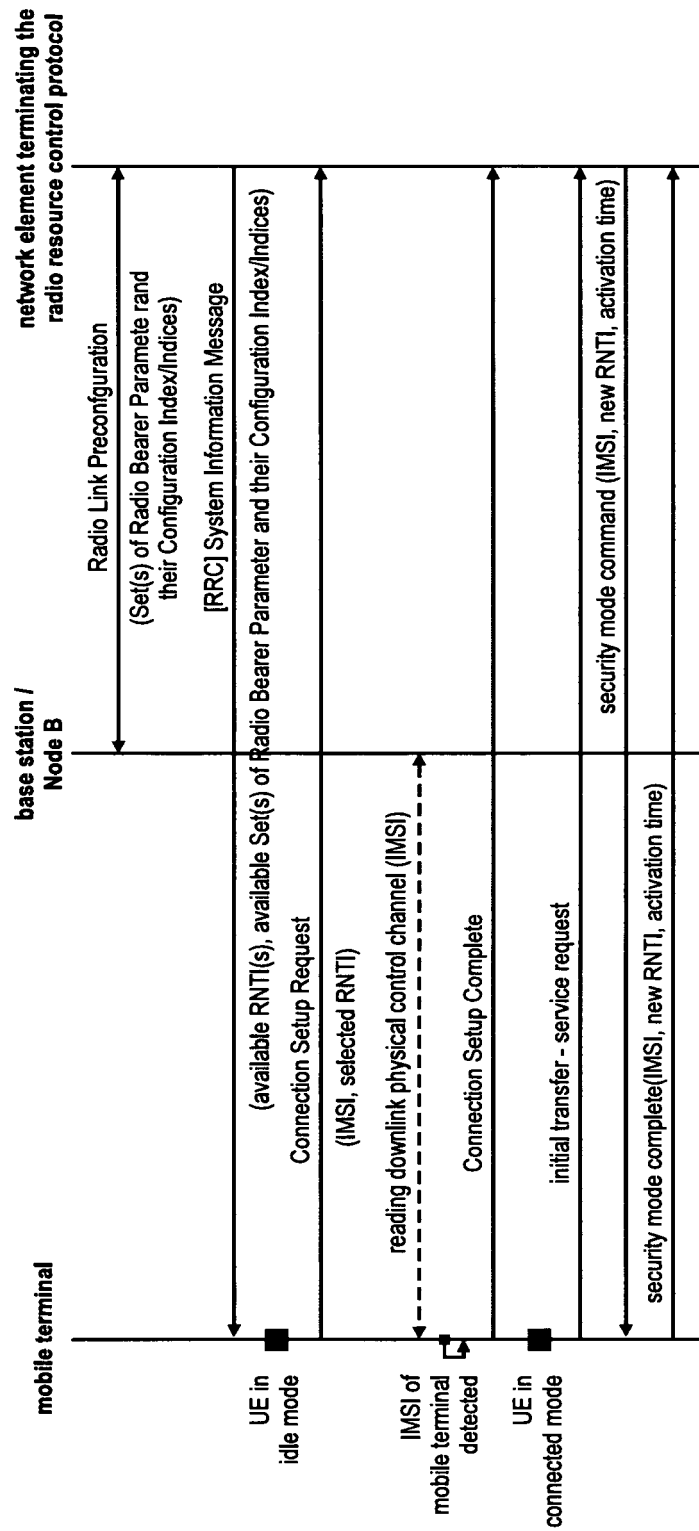 mobile terminal
base station /
Node B
network element terminating the
radio resource control protocol
Radio Link Preconfguration
(Set(s) of Radio Bearer Paramete rand
their Configuration Index/Indices)
[RRC] System Information Message
(available RNTI(s), available Set(s) of Radio Bearer Parameter and their Configuration Index/Indices)
UE in
idle mode
Connection Setup Request
(IMSI, selected RNTI)
reading downlink physical control channel (IMSI)
IMSI of
mobile terminal
detected
Connection Setup Complete
UE in
connected mode
initial transfer - service request
security mode command (IMSI, new RNTI, activation time)
security mode complete(IMSI, new RNTI, activation time)